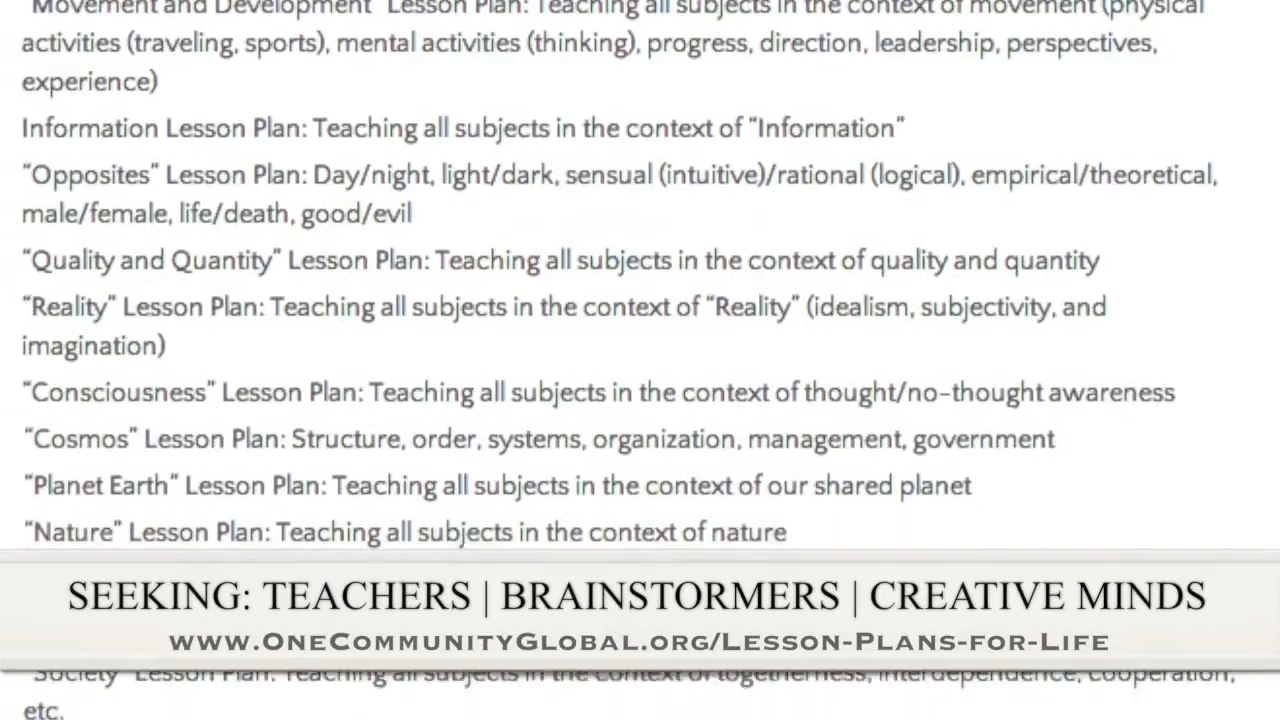 "Movement and Development" Lesson Plan: Teaching all subjects in the context of movement (physical
activities (traveling, sports), mental activities (thinking), progress, direction, leadership, perspectives,
experience)
Information Lesson Plan: Teaching all subjects in the context of “Information”
“Opposites” Lesson Plan: Day/night, light/dark, sensual (intuitive)/rational (logical), empirical/theoretical,
male/female, life/death, good/evil
“Quality and Quantity” Lesson Plan: Teaching all subjects in the context of quality and quantity
“Reality” Lesson Plan: Teaching all subjects in the context of “Reality” (idealism, subjectivity, and
imagination)
“Consciousness” Lesson Plan: Teaching all subjects in the context of thought/no-thought awareness
“Cosmos” Lesson Plan: Structure, order, systems, organization, management, government
“Planet Earth” Lesson Plan: Teaching all subjects in the context of our shared planet
“Nature” Lesson Plan: Teaching all subjects in the context of nature
SEEKING: TEACHERS | BRAINSTORMERS | CREATIVE MINDS
www.OneCommunityGlobal.org/Lesson-Plans-for-Life
“Society” Lesson Plan: Teaching all subjects in the context of togetherness, interdependence, cooperation,
etc.